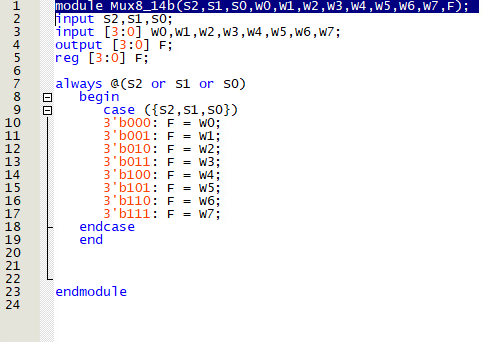 1 module Mux8_14b(S2,S1,S0,W0,W1,W2,W3,W4,W5,W6,W7,F);
2 input S2,S1,S0;
3 input [3:0] W0,W1,W2,W3,W4,W5,W6,W7;
4 output [3:0] F;
5 reg [3:0] F;
6
7 always @(S2 or S1 or S0)
8 begin
9 case ({S2,S1,S0})
10 3'b000: F = W0;
11 3'b001: F = W1;
12 3'b010: F = W2;
13 3'b011: F = W3;
14 3'b100: F = W4;
15 3'b101: F = W5;
16 3'b110: F = W6;
17 3'b111: F = W7;
18 endcase
19 end
20
21
22
23 endmodule
24